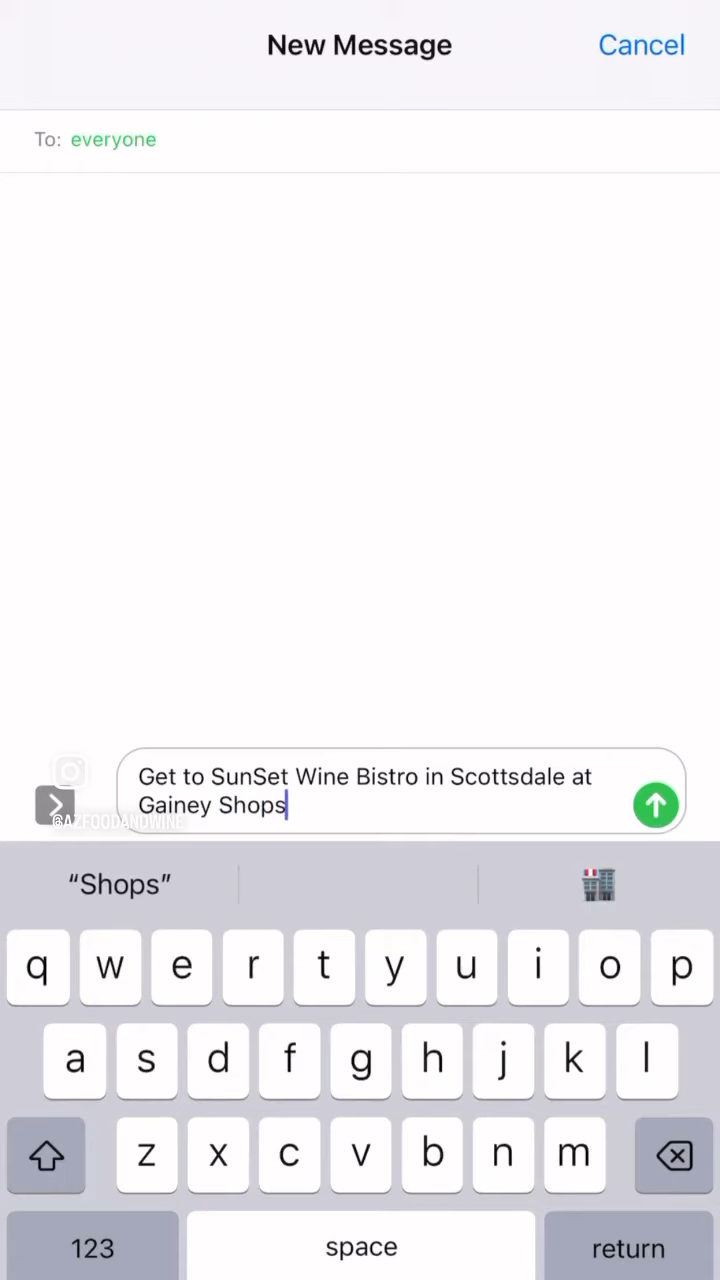 New Message
Cancel
To: everyone
Get to SunSet Wine Bistro in Scottsdale at
Gainey Shops
@AZFOODANDWINE
“Shops”
q w e r t y u i o p
a s d f g h j k l
z x c v b n m
123 space return